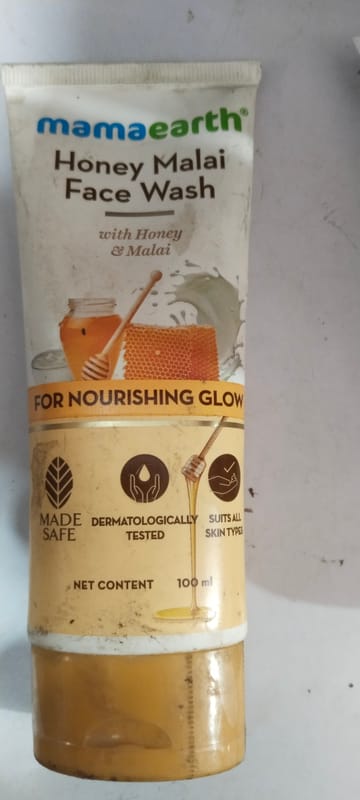 mamaearth®
Honey Malai
Face Wash
with Honey
& Malai
FOR NOURISHING GLOW
MADE
SAFE
DERMATOLOGICALLY
TESTED
SUITS ALL
SKIN TYPES
NET CONTENT 100 ml